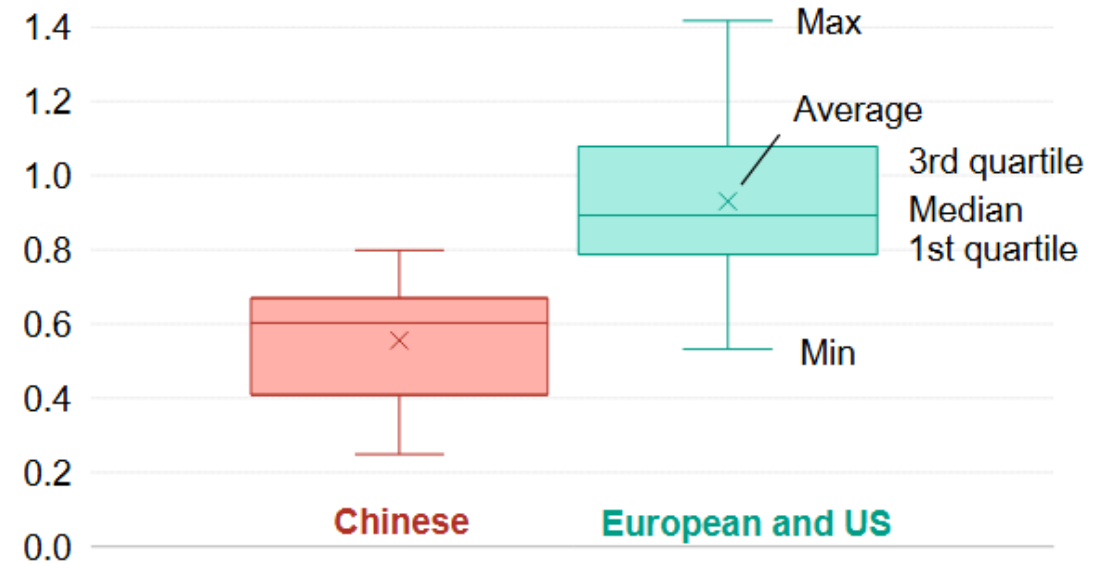 1.4
Max
1.2
Average
1.0
3rd quartile
Median
0.8
1st quartile
0.6
Min
0.4
0.2
Chinese
European and US
0.0